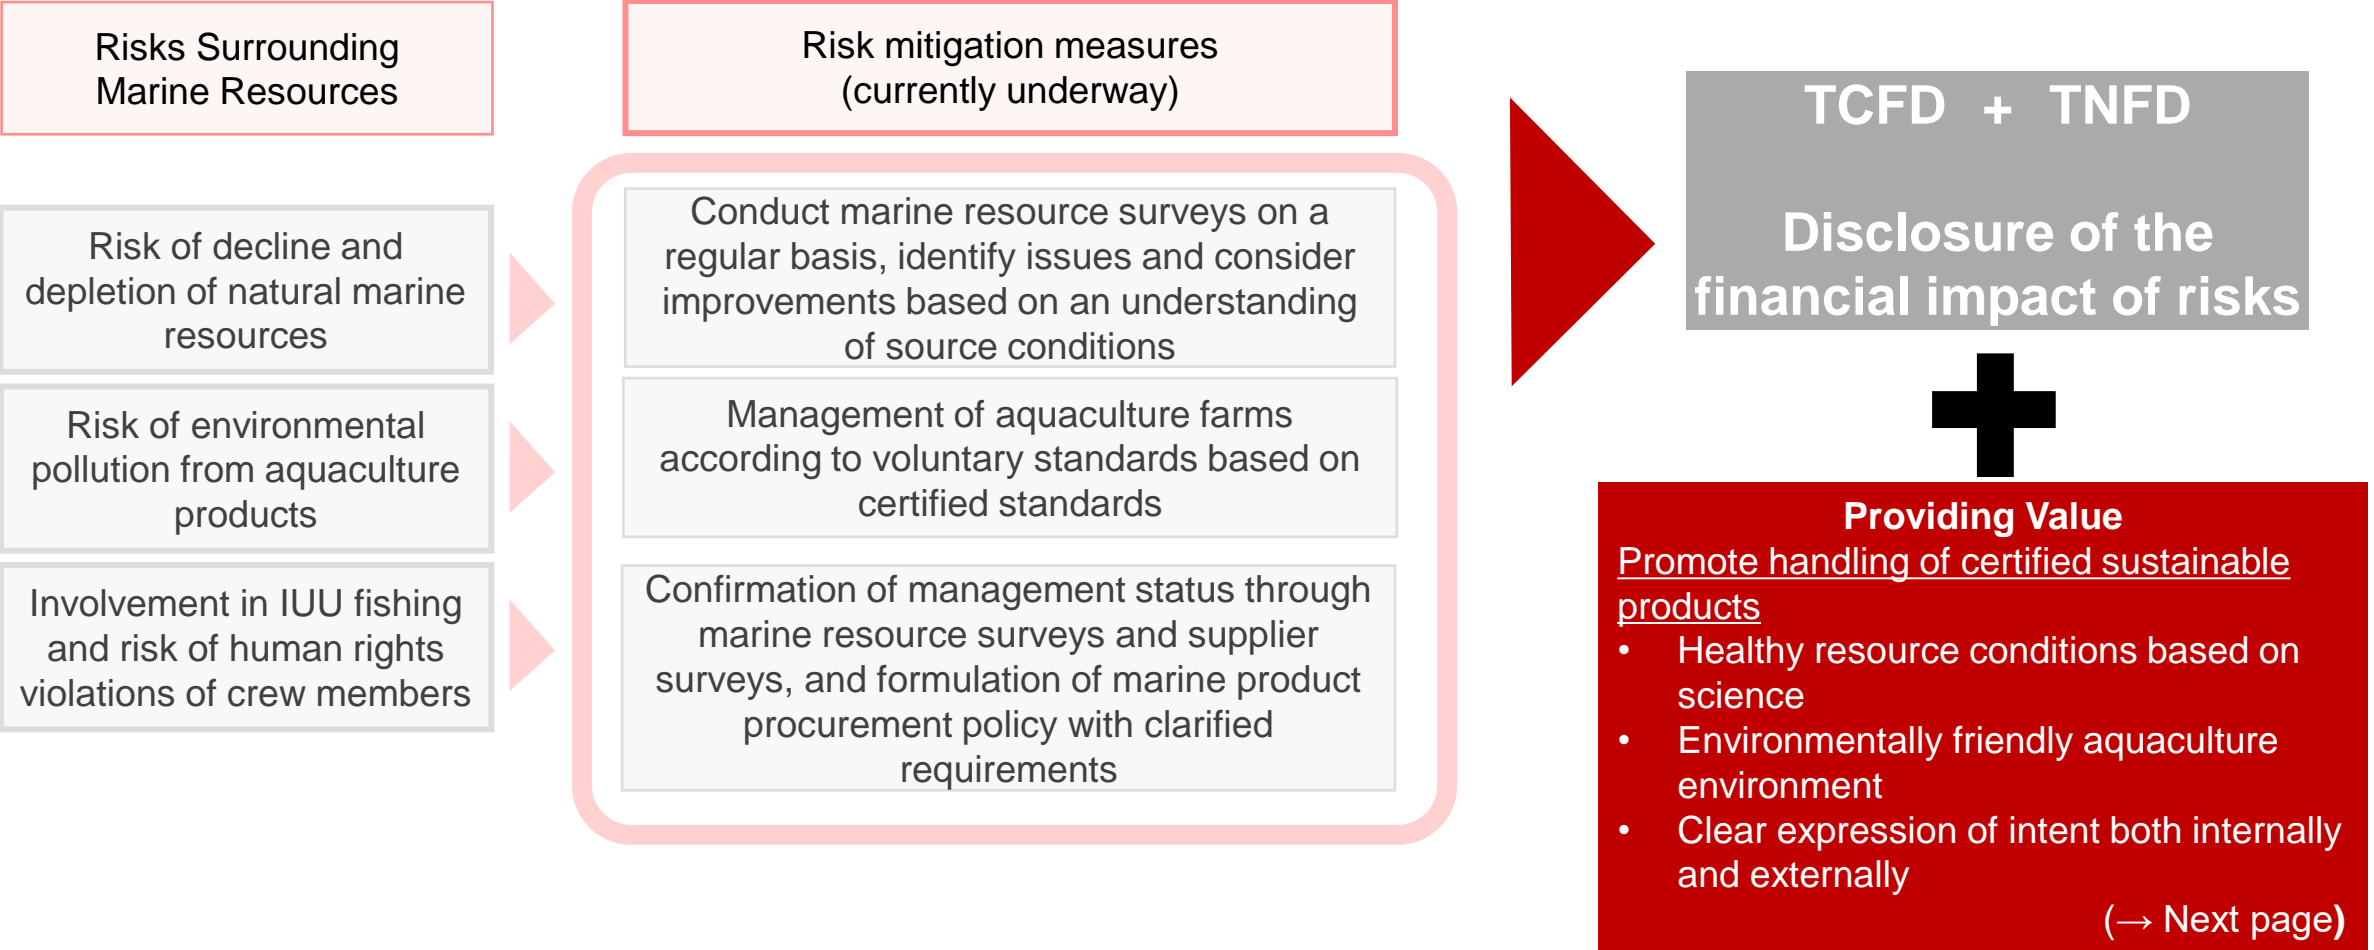 Risks Surrounding
Marine Resources
Risk mitigation measures
(currently underway)
Risk of decline and
depletion of natural marine
resources
Conduct marine resource surveys on a
regular basis, identify issues and consider
improvements based on an understanding
of source conditions
Risk of environmental
pollution from aquaculture
products
Management of aquaculture farms
according to voluntary standards based on
certified standards
Involvement in IUU fishing
and risk of human rights
violations of crew members
Confirmation of management status through
marine resource surveys and supplier
surveys, and formulation of marine product
procurement policy with clarified
requirements
TCFD + TNFD
Disclosure of the
financial impact of risks
Providing Value
Promote handling of certified sustainable
products
• Healthy resource conditions based on
science
• Environmentally friendly aquaculture
environment
• Clear expression of intent both internally
and externally
(→ Next page)